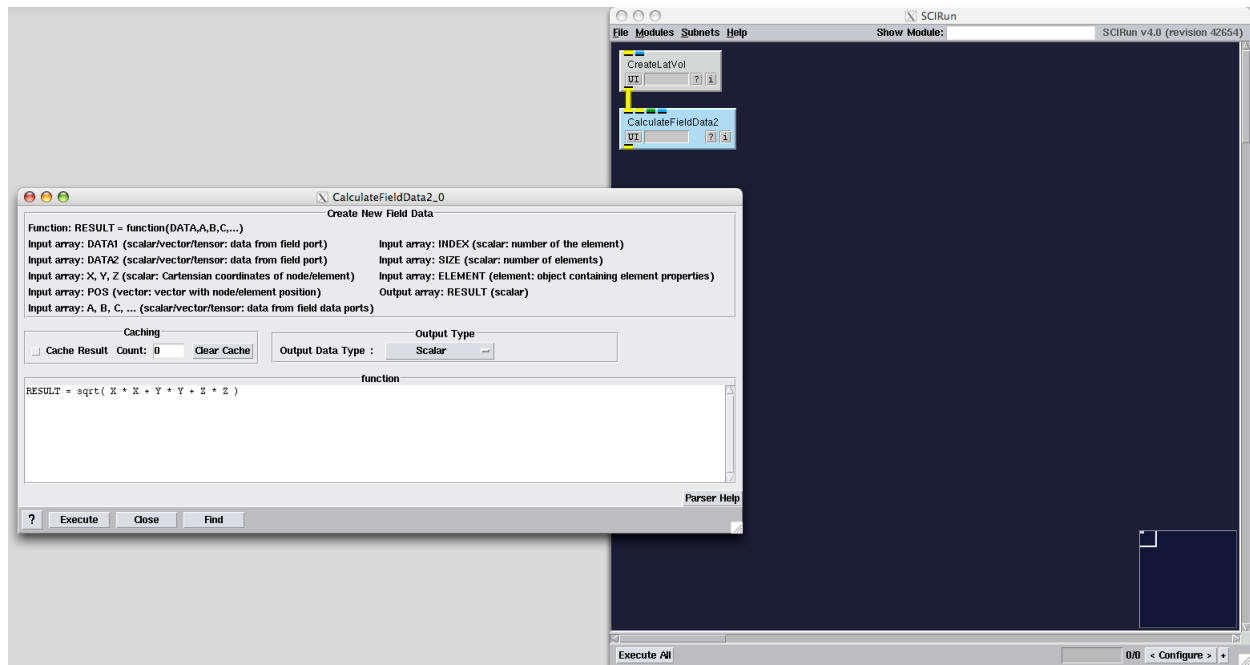 SCIRun
File Modules Subnets Help Show Module: SCIRun v4.0 (revision 42654)
CreateLatVol
UI ? i
CalculateFieldData2
UI ? i
CalculateFieldData2_0
Create New Field Data
Function: RESULT = function(DATA,A,B,C,...)
Input array: DATA1 (scalar/vector/tensor: data from field port) Input array: INDEX (scalar: number of the element)
Input array: DATA2 (scalar/vector/tensor: data from field port) Input array: SIZE (scalar: number of elements)
Input array: X, Y, Z (scalar: Cartensian coordinates of node/element) Input array: ELEMENT (element: object containing element properties)
Input array: POS (vector: vector with node/element position) Output array: RESULT (scalar)
Input array: A, B, C, ... (scalar/vector/tensor: data from field data ports)
Caching Output Type
Cache Result Count: 0 Clear Cache Output Data Type : Scalar
function
RESULT = sqrt( X * X + Y * Y + Z * Z )
Parser Help
? Execute Close Find
Execute All 0/0 < Configure > +